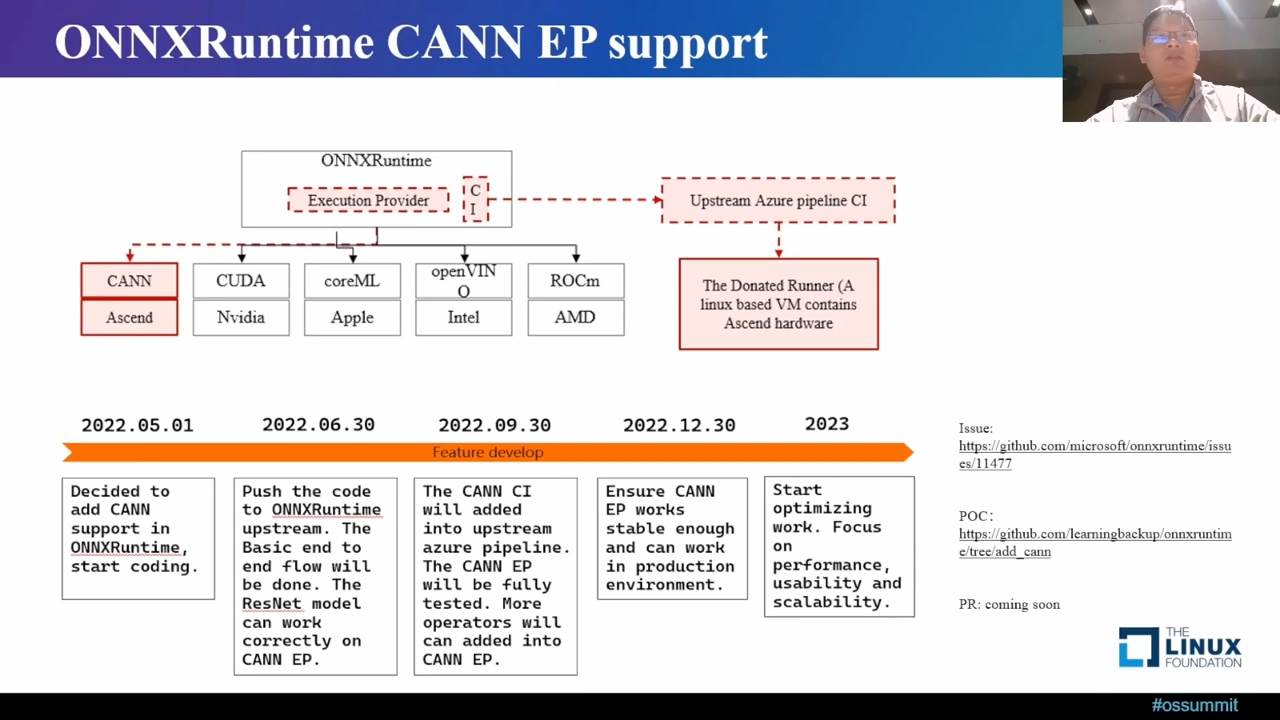 ONNXRuntime CANN EP support
ONNXRuntime
Execution Provider
C
I
Upstream Azure pipeline CI
CANN
CUDA
coreML
openVIN
O
ROCm
Ascend
Nvidia
Apple
Intel
AMD
The Donated Runner (A
linux based VM contains
Ascend hardware
2022.05.01
2022.06.30
2022.09.30
2022.12.30
2023
Feature develop
Decided to
add CANN
support in
ONNXRuntime,
start coding.
Push the code
to ONNXRuntime
upstream. The
Basic end to
end flow will
be done. The
ResNet model
can work
correctly on
CANN EP.
The CANN CI
will added
into upstream
azure pipeline.
The CANN EP
will be fully
tested. More
operators will
can added into
CANN EP.
Ensure CANN
EP works
stable enough
and can work
in production
environment.
Start
optimizing
work. Focus
on
performance,
usability and
scalability.
Issue:
https://github.com/microsoft/onnxruntime/issu
es/11477
POC:
https://github.com/learningbackup/onnxruntim
e/tree/add_cann
PR: coming soon
THE
LINUX
FOUNDATION
#ossummit